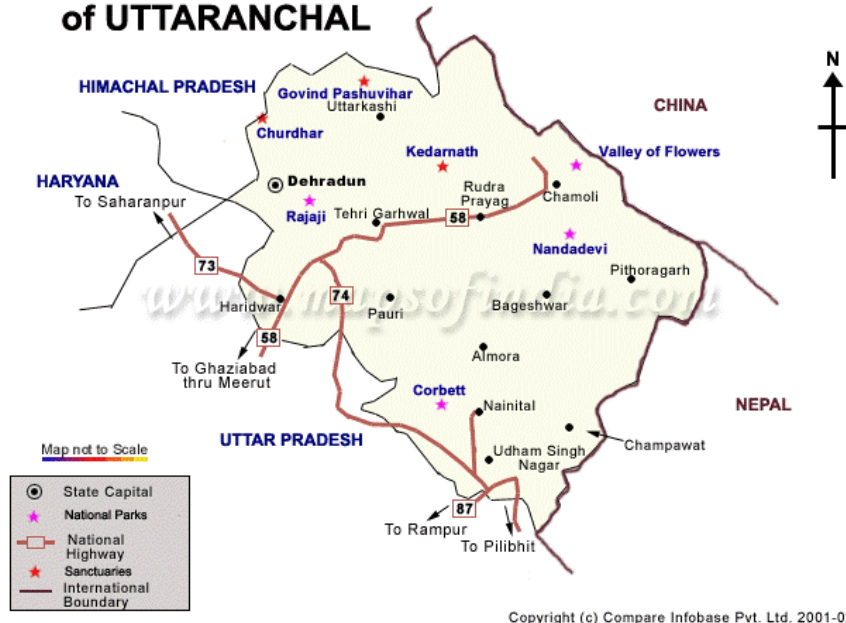 of UTTARANCHAL
N
HIMACHAL PRADESH
Govind Pashuvihar
Uttarkashi
CHINA
Churdhar
Kedarnath
Valley of Flowers
HARYANA
Dehradun
To Saharanpur
Rajaji
Tehri Garhwal
58
Rudra
Prayag
Chamoli
Nandadevi
73
Pithoragarh
74
www.mapsofindia.com
Haridwar
Pauri
Bageshwar
58
To Ghaziabad
thru Meerut
Almora
Corbett
Nainital
NEPAL
UTTAR PRADESH
Champawat
Map not to Scale
Udham Singh
Nagar
State Capital
National Parks
National
Highway
Sanctuaries
International
Boundary
87
To Rampur
To Pilibhit
Copyright (c) Compare Infobase Pvt. Ltd. 2001-0